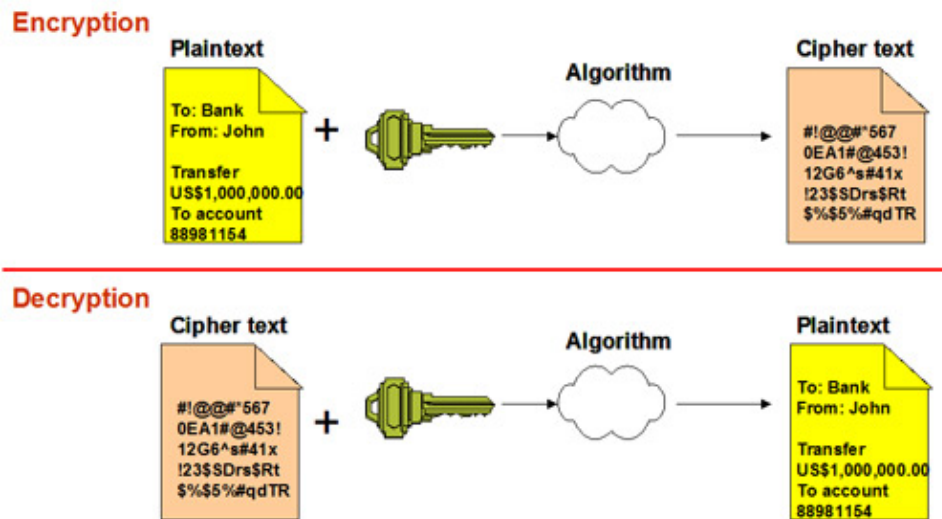 Encryption
Plaintext
Algorithm
Cipher text
To: Bank
From: John
Transfer
US$1,000,000.00
To account
88981154
+
#!@@#*567
0EA1#@453!
12G6^s#41x
!23$SDrs$Rt
$%$5%#qdTR
Decryption
Cipher text
Algorithm
Plaintext
#!@@#*567
0EA1#@453!
12G6^s#41x
!23$SDrs$Rt
$%$5%#qdTR
+
To: Bank
From: John
Transfer
US$1,000,000.00
To account
88981154